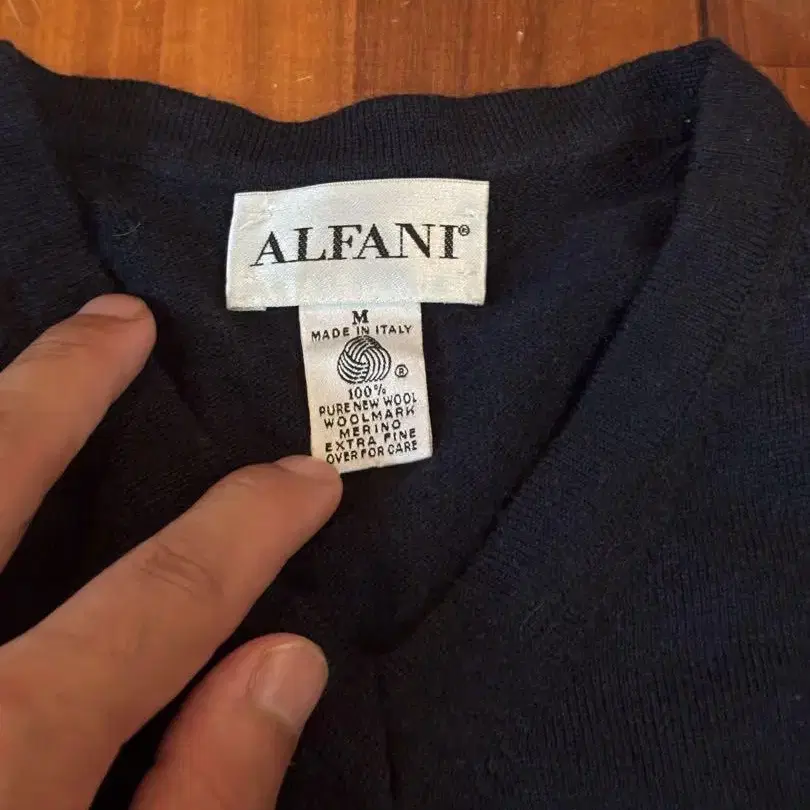 ALFANI®
M
MADE IN ITALY
®
100%
PURE NEW WOOL
WOOLMARK
MERINO
EXTRA FINE
OVER FOR CARE